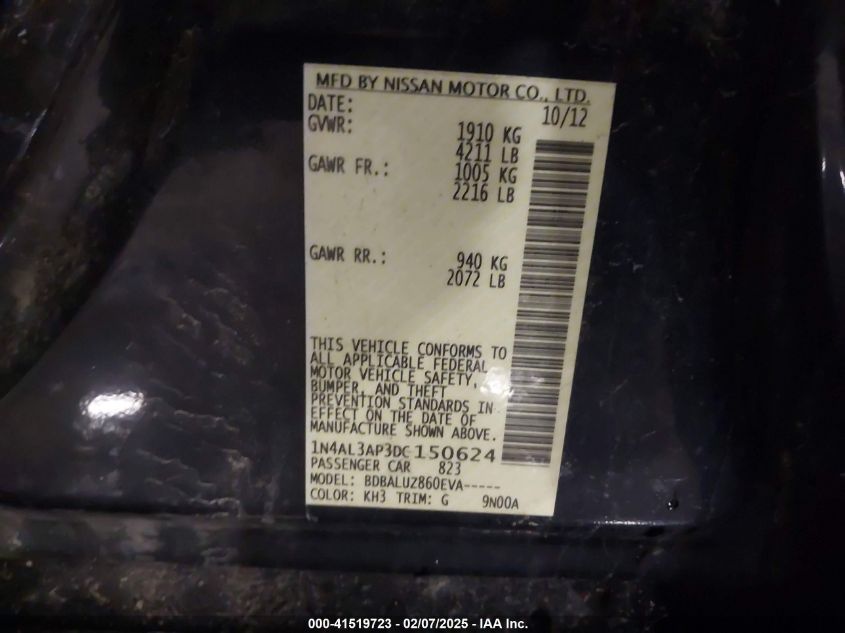 MFD BY NISSAN MOTOR CO., LTD.
DATE: 10/12
GVWR: 1910 KG
4211 LB
GAWR FR.: 1005 KG
2216 LB
GAWR RR.: 940 KG
2072 LB
THIS VEHICLE CONFORMS TO
ALL APPLICABLE FEDERAL
MOTOR VEHICLE SAFETY,
BUMPER, AND THEFT
PREVENTION STANDARDS IN
EFFECT ON THE DATE OF
MANUFACTURE SHOWN ABOVE.
1N4AL3AP3DC150624
PASSENGER CAR 823
MODEL: BDBALUZ860EVA-----
COLOR: KH3 TRIM: G 9N00A
000-41519723 - 02/07/2025 - IAA Inc.